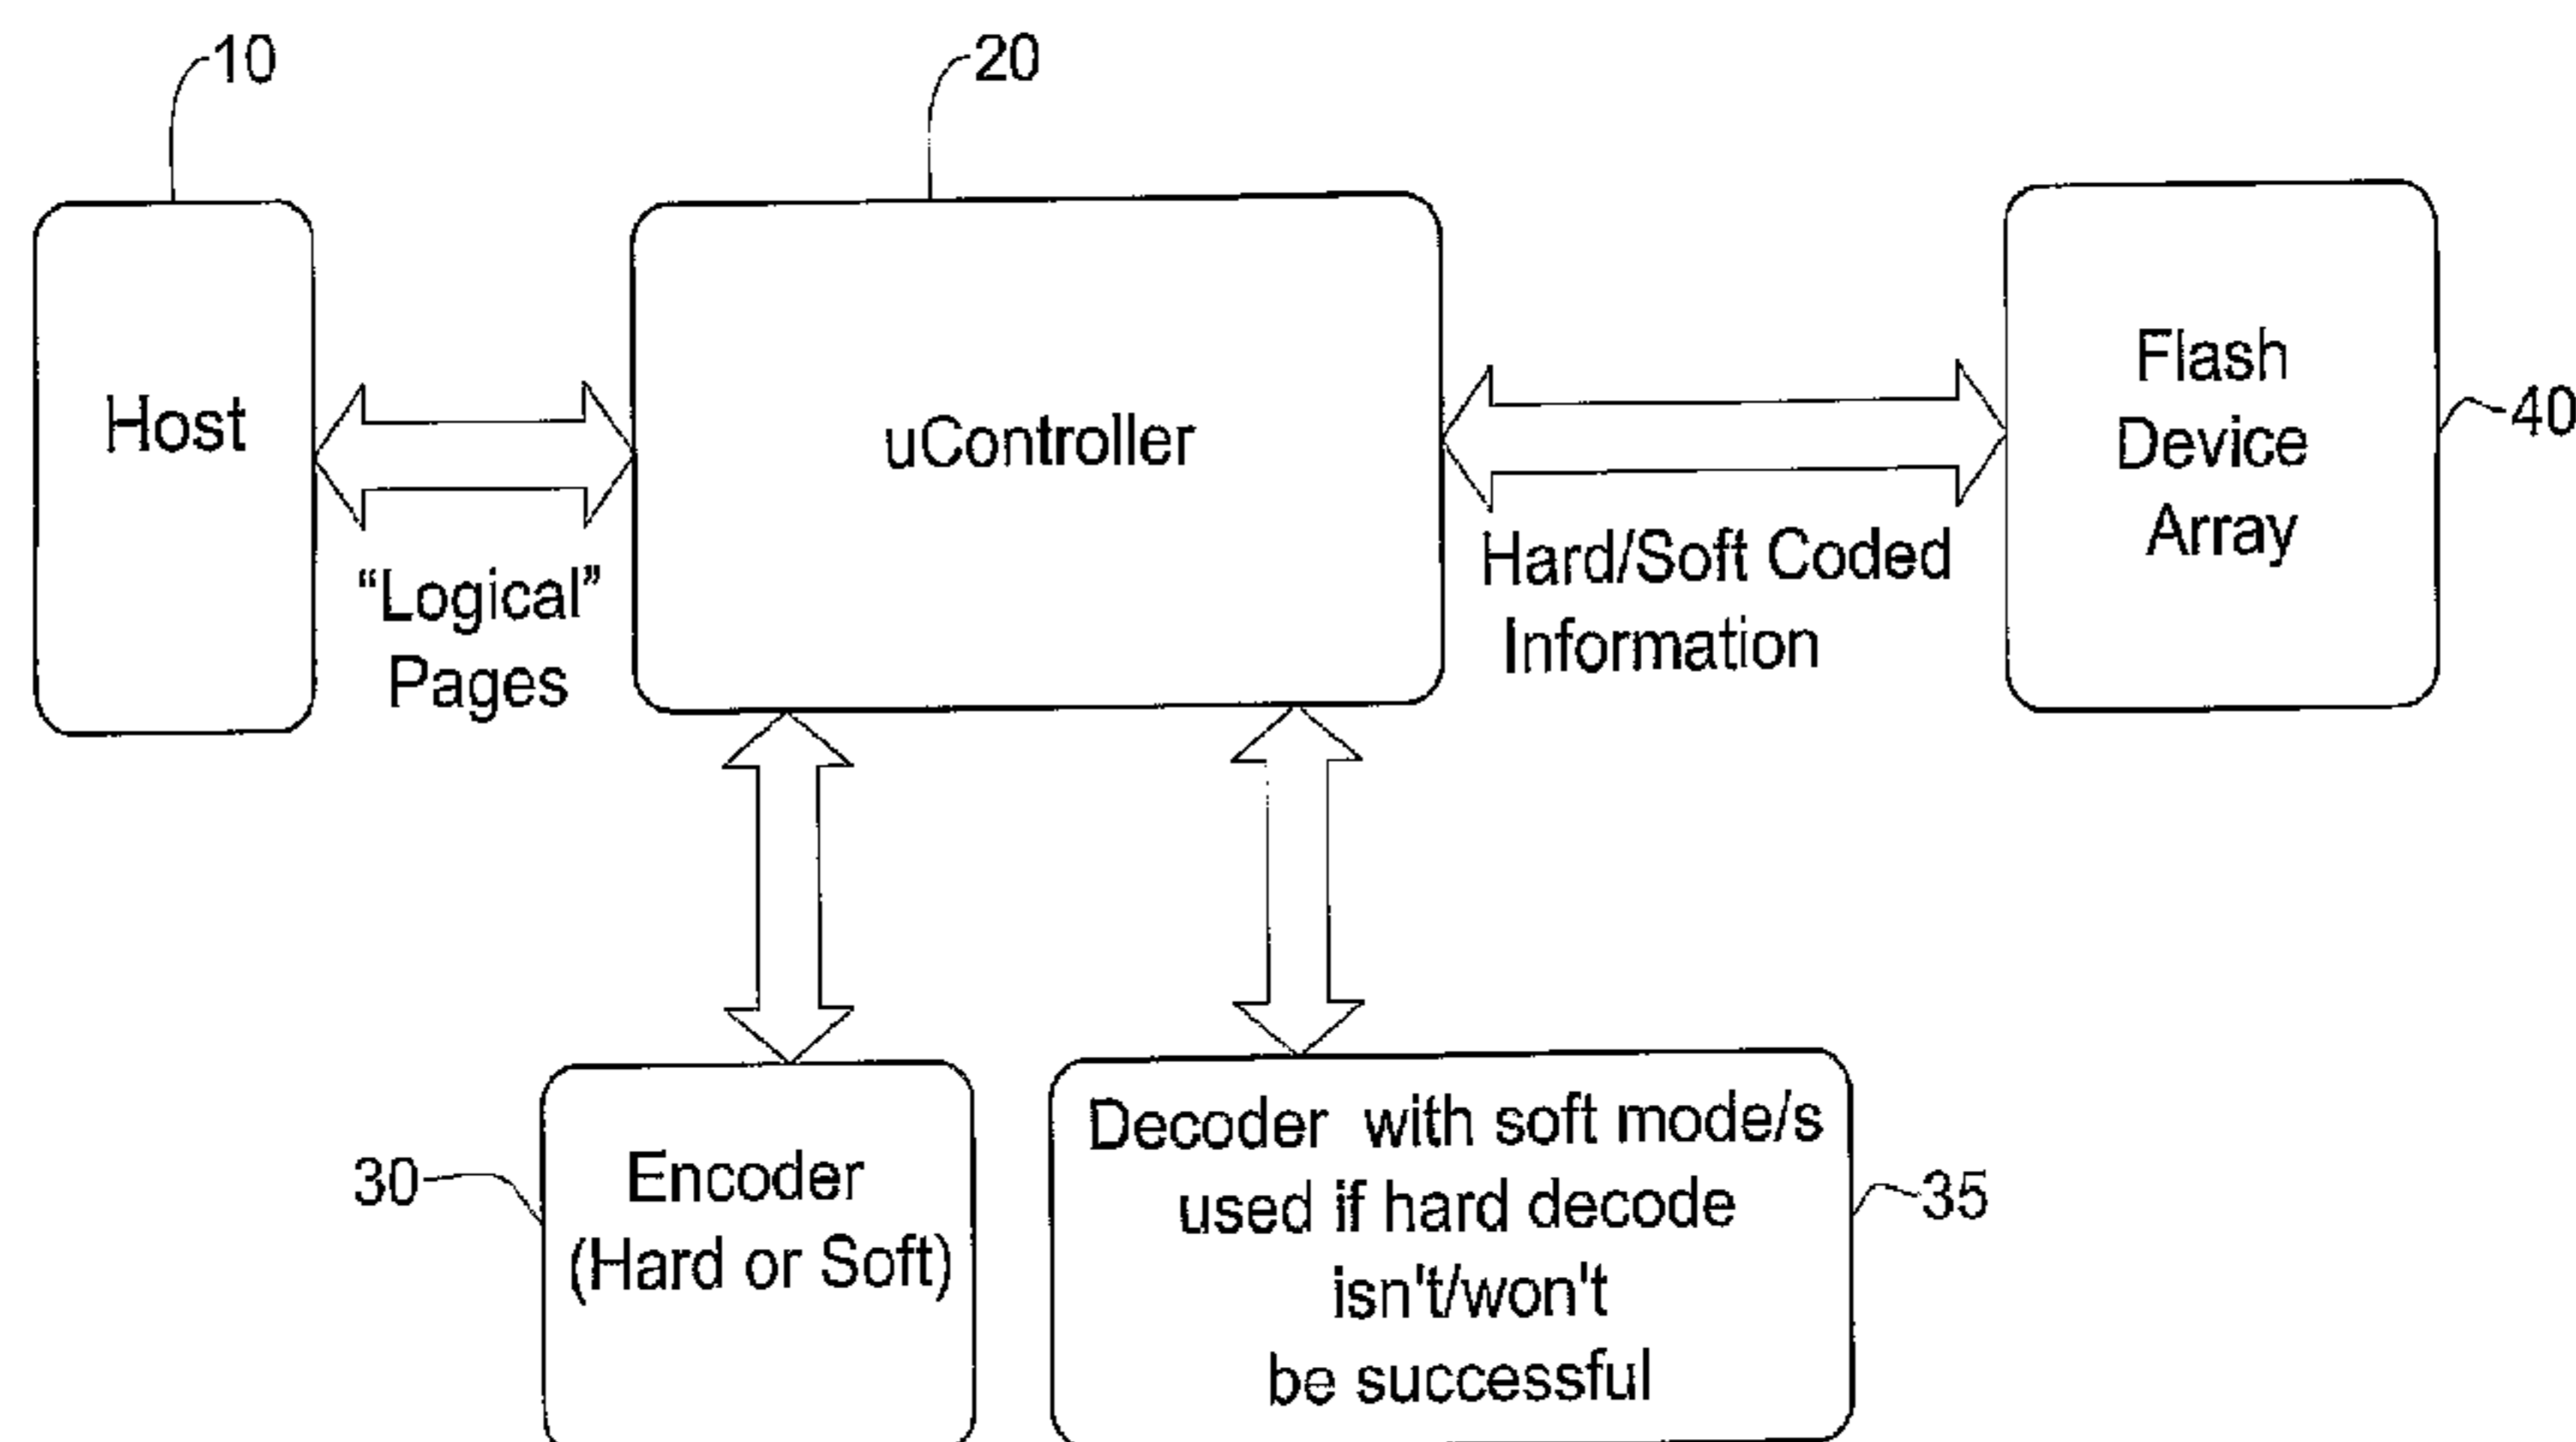 10
20
Host
uController
Flash
Device
Array
40
“Logical”
Pages
Hard/Soft Coded
Information
30
Encoder
(Hard or Soft)
Decoder with soft mode/s
used if hard decode
isn't/won't
be successful
35